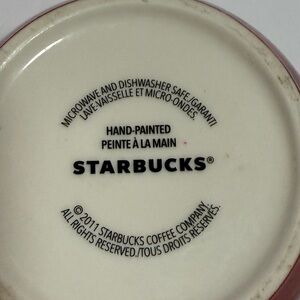 MICROWAVE AND DISHWASHER SAFE./GARANTI
LAVE-VAISSELLE ET MICRO-ONDES.
HAND-PAINTED
PEINTE À LA MAIN
STARBUCKS®
© 2011 STARBUCKS COFFEE COMPANY.
ALL RIGHTS RESERVED./TOUS DROITS RÉSERVÉS.